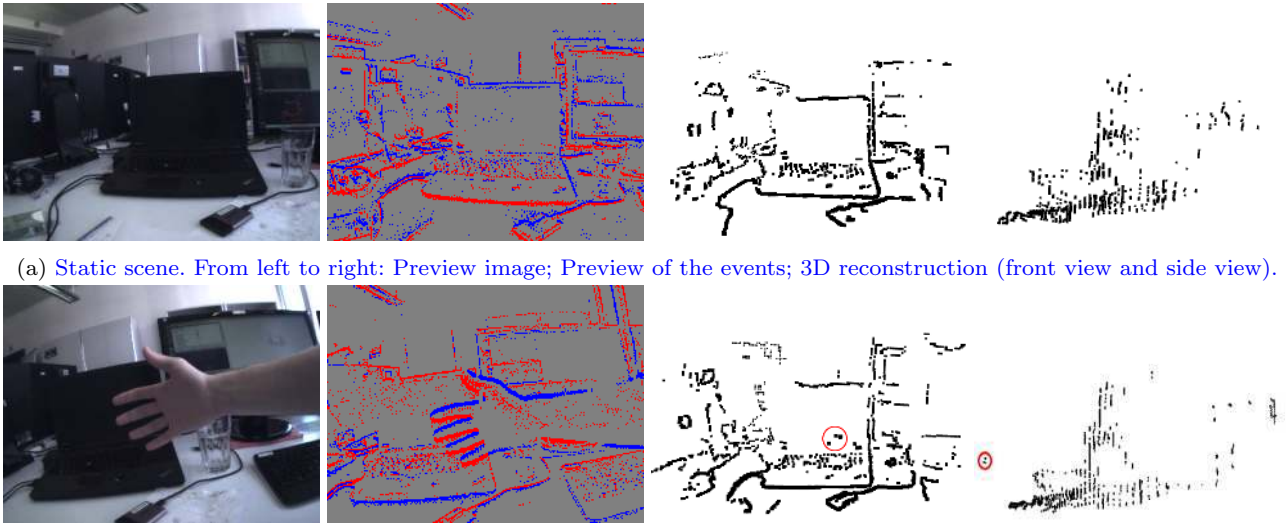 (a) Static scene. From left to right: Preview image; Preview of the events; 3D reconstruction (front view and side view).